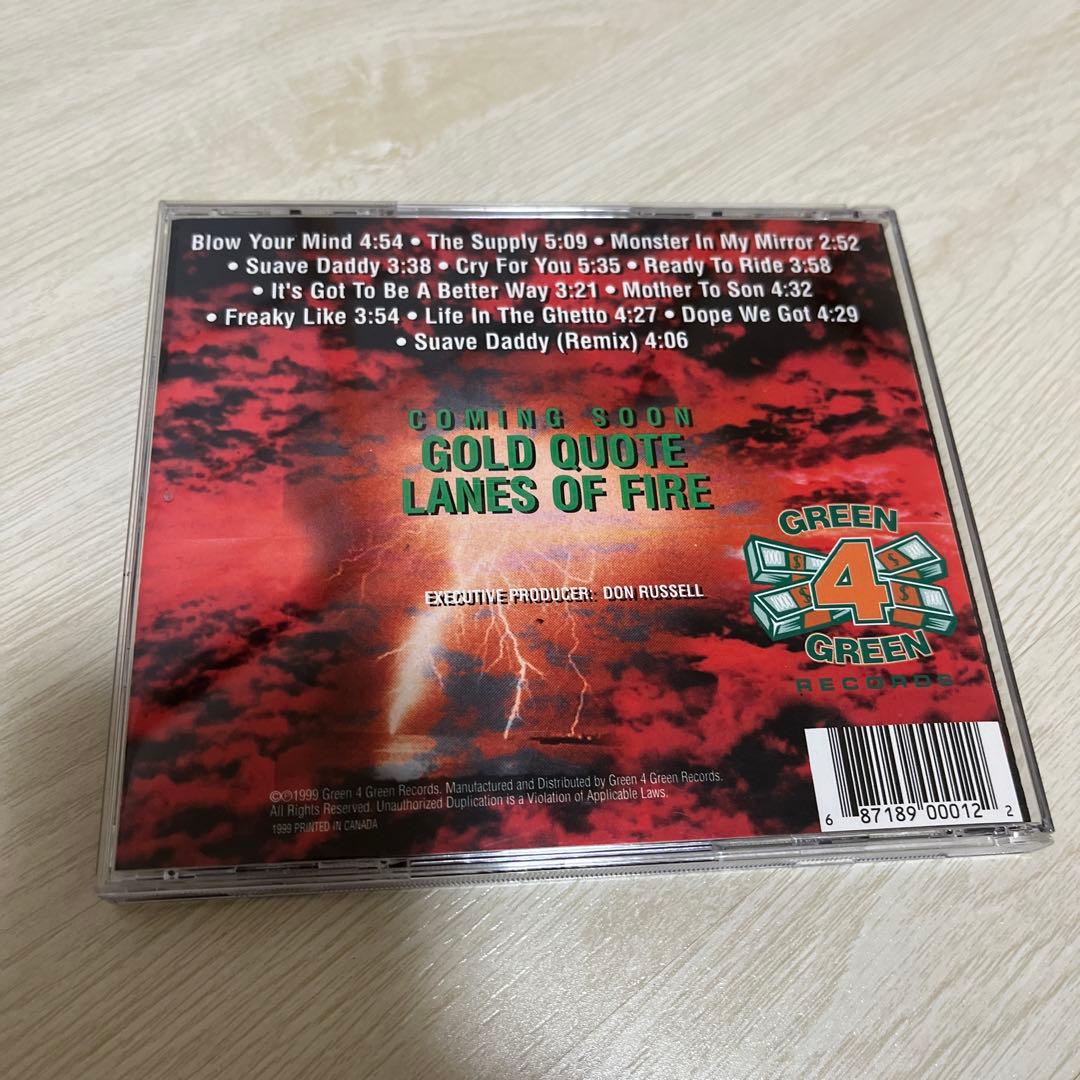 Blow Your Mind 4:54 • The Supply 5:09 • Monster In My Mirror 2:52
• Suave Daddy 3:38 • Cry For You 5:35 • Ready To Ride 3:58
• It's Got To Be A Better Way 3:21 • Mother To Son 4:32
• Freaky Like 3:54 • Life In The Ghetto 4:27 • Dope We Got 4:29
• Suave Daddy (Remix) 4:06
COMING SOON
GOLD QUOTE
LANES OF FIRE
EXECUTIVE PRODUCER: DON RUSSELL
GREEN
4
1000 $ $ 1000
1000 $ $ 1000
GREEN
RECORDS
©℗1999 Green 4 Green Records. Manufactured and Distributed by Green 4 Green Records.
All Rights Reserved. Unauthorized Duplication is a Violation of Applicable Laws.
1999 PRINTED IN CANADA
6 87189 00012 2